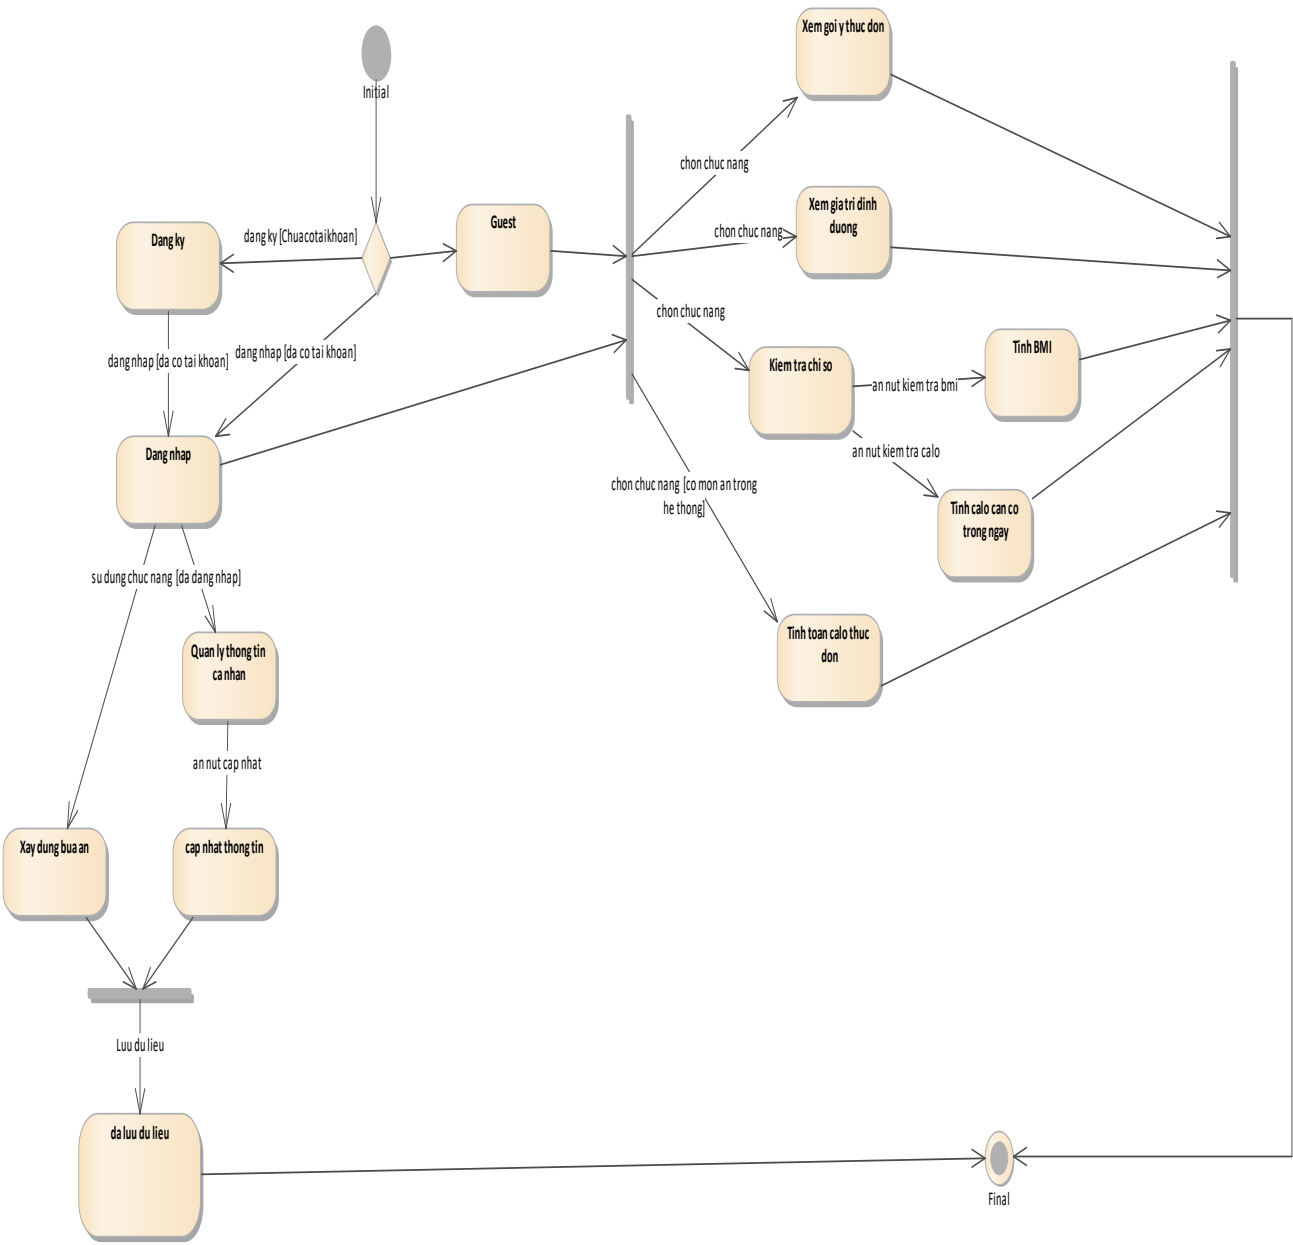 Xem goi y thuc don
Initial
chon chuc nang
Xem gia tri dinh
duong
Guest
Dang ky
dang ky [Chuacotaikhoan]
chon chuc nang
chon chuc nang
Tinh BMI
dang nhap [da co tai khoan]
dang nhap [da co tai khoan]
Kiem tra chi so
an nut kiem tra bmi
an nut kiem tra calo
Dang nhap
chon chuc nang [co mon an trong
he thong]
Tinh calo can co
trong ngay
su dung chuc nang [da dang nhap]
Quan ly thong tin
ca nhan
Tinh toan calo thuc
don
an nut cap nhat
Xay dung bua an
cap nhat thong tin
Luu du lieu
da luu du lieu
Final